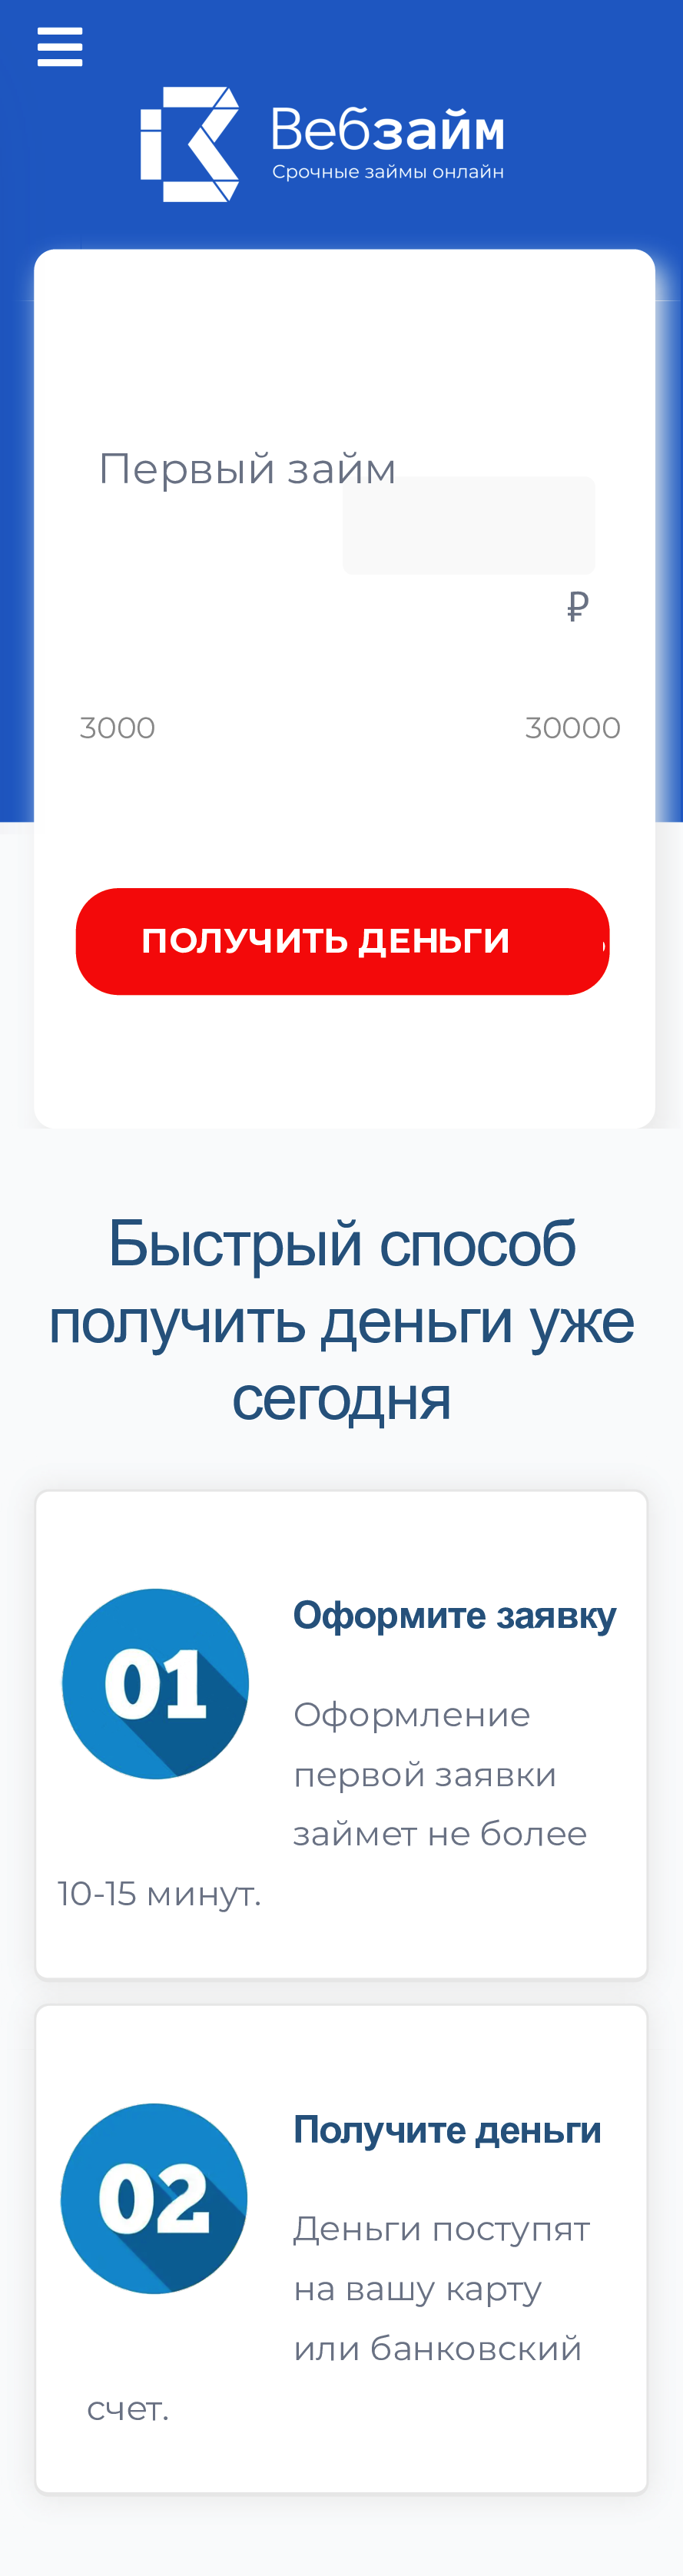 Вебзайм
Срочные займы онлайн
Первый займ
₽
3000
30000
ПОЛУЧИТЬ ДЕНЬГИ
Быстрый способ
получить деньги уже
сегодня
01
Оформите заявку
Оформление
первой заявки
займет не более
10-15 минут.
02
Получите деньги
Деньги поступят
на вашу карту
или банковский
счет.